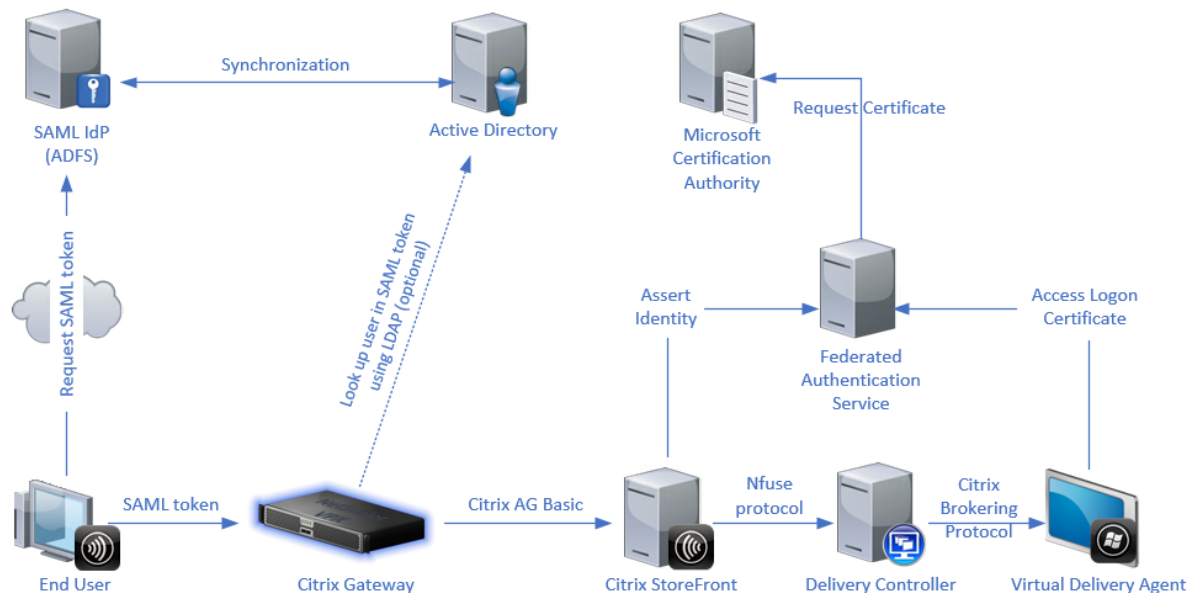 Synchronization
SAML IdP
(ADFS)
Active Directory
Microsoft
Certification
Authority
Request Certificate
Request SAML token
Look up user in SAML token
using LDAP (optional)
Assert
Identity
Federated
Authentication
Service
Access Logon
Certificate
SAML token
Citrix AG Basic
Nfuse
protocol
Citrix
Brokering
Protocol
End User
Citrix Gateway
Citrix StoreFront
Delivery Controller
Virtual Delivery Agent